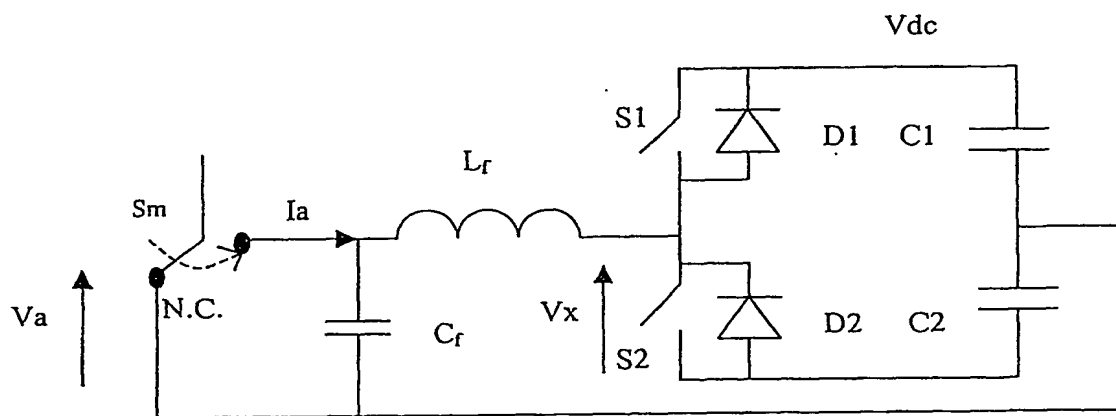 Vdc
S1
D1
C1
Lf
Sm
Ia
N.C.
Va
Cf
Vx
D2
C2
S2